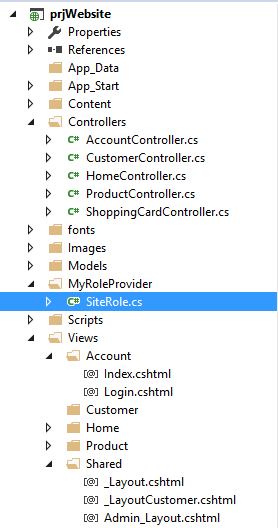 prjWebsite
Properties
References
App_Data
App_Start
Content
Controllers
C# AccountController.cs
C# CustomerController.cs
C# HomeController.cs
C# ProductController.cs
C# ShoppingCardController.cs
fonts
Images
Models
MyRoleProvider
C# SiteRole.cs
Scripts
Views
Account
[@] Index.cshtml
[@] Login.cshtml
Customer
Home
Product
Shared
[@] _Layout.cshtml
[@] _LayoutCustomer.cshtml
[@] Admin_Layout.cshtml